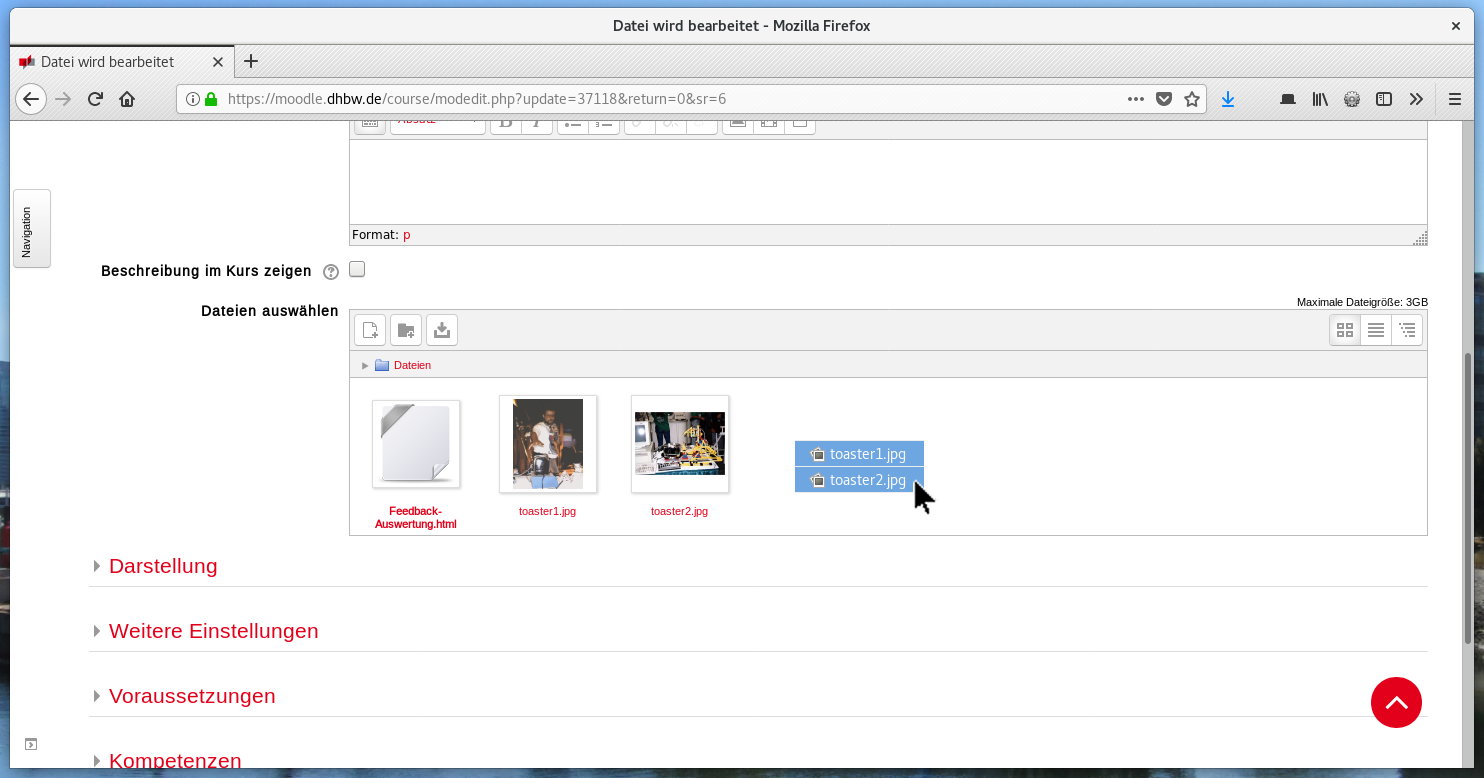 Datei wird bearbeitet - Mozilla Firefox
Datei wird bearbeitet
https://moodle.dhbw.de/course/modedit.php?update=37118&return=0&sr=6
Absatz
Navigation
Format: p
Beschreibung im Kurs zeigen
Dateien auswählen
Maximale Dateigröße: 3GB
Dateien
toaster1.jpg
toaster2.jpg
Feedback-
Auswertung.html
toaster1.jpg
toaster2.jpg
Darstellung
Weitere Einstellungen
Voraussetzungen
Kompetenzen